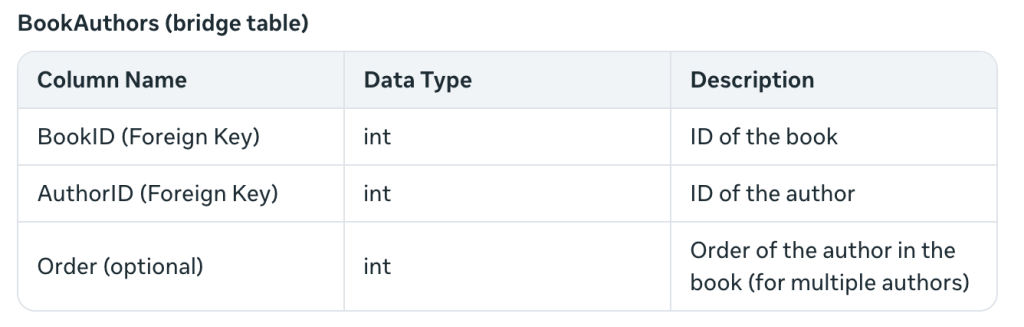 BookAuthors (bridge table)
Column Name Data Type Description
BookID (Foreign Key) int ID of the book
AuthorID (Foreign Key) int ID of the author
Order (optional) int Order of the author in the
book (for multiple authors)